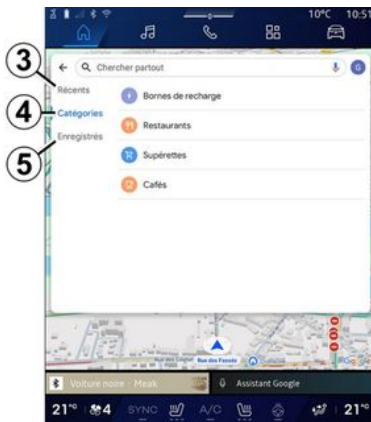 10°C 10:51
Chercher partout
G
3
Récents
4
Catégories
5
Enregistrés
Bornes de recharge
Restaurants
Supérettes
Cafés
Rue des Fossés
Voiture noire - Meak
Assistant Google
21°C 4 SYNC A/C 21°C